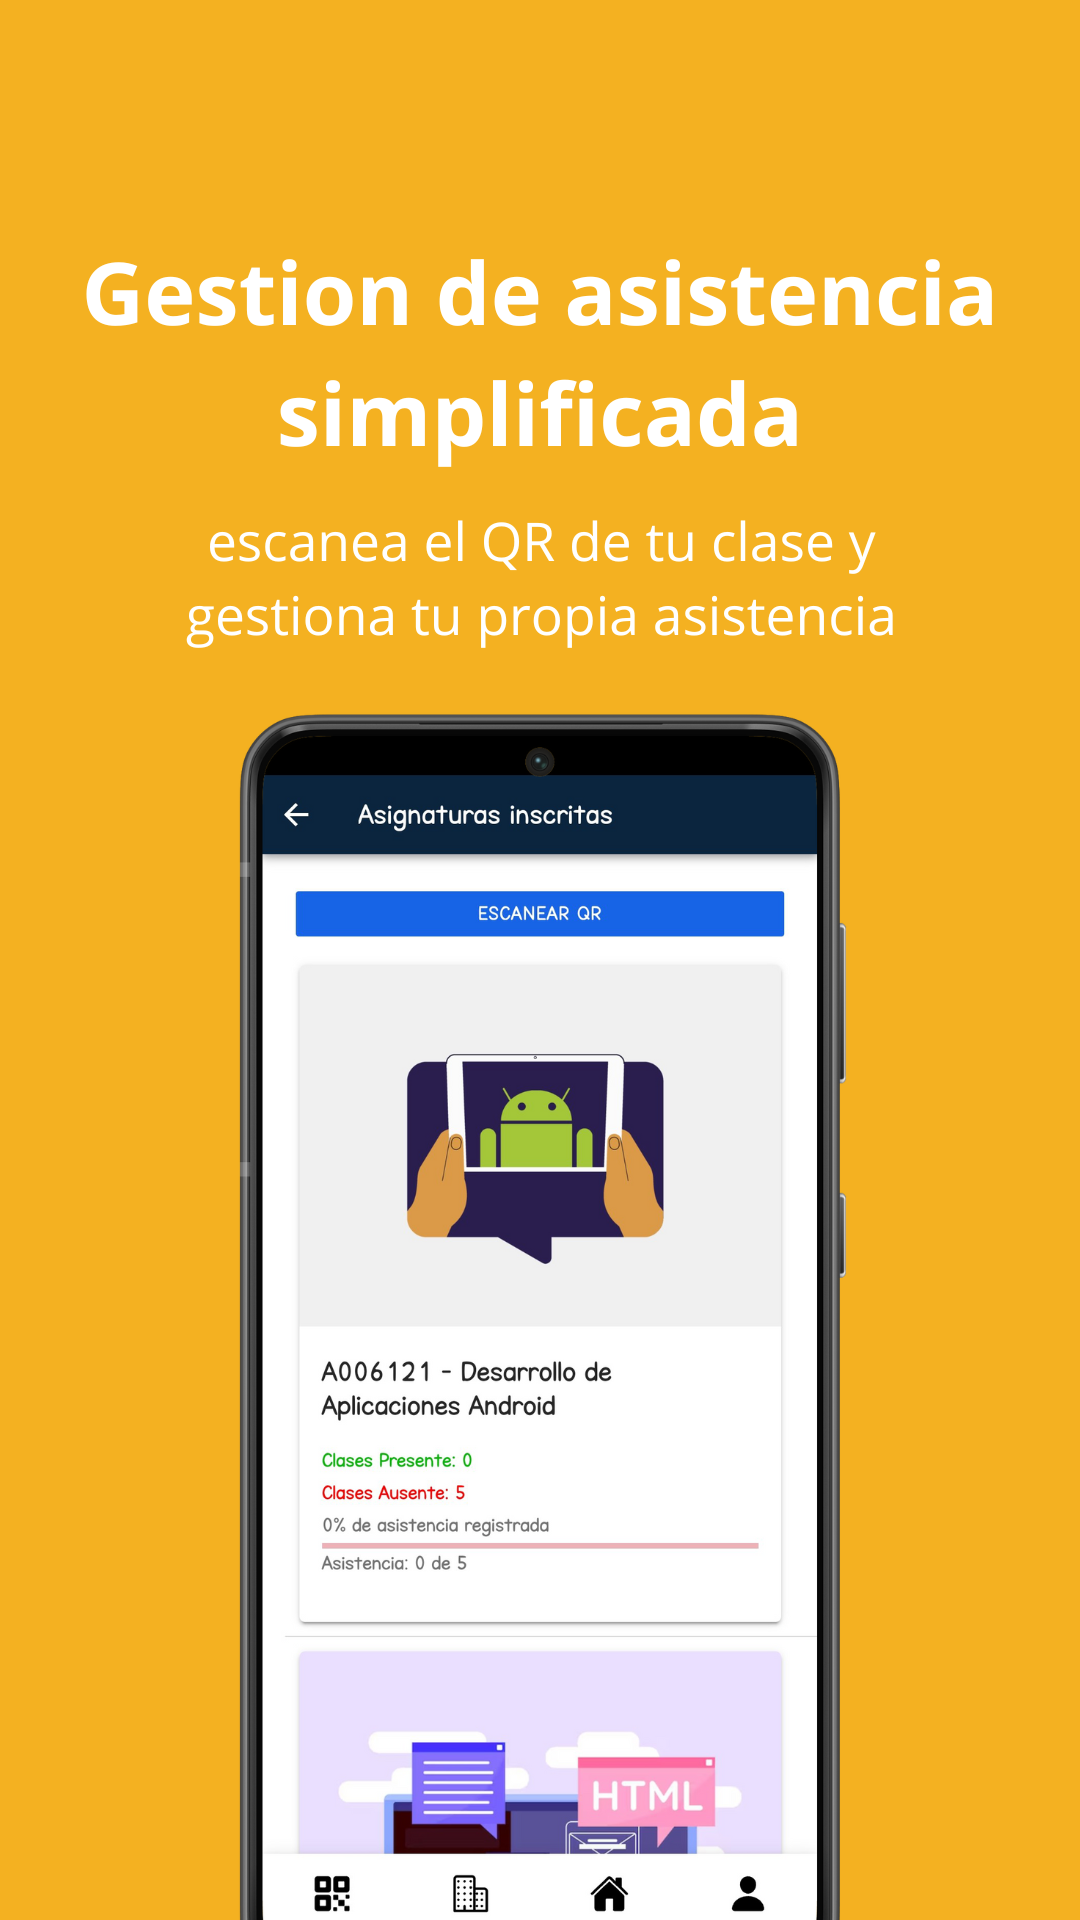 Gestion de asistencia
simplificada
escanea el QR de tu clase y
gestiona tu propia asistencia
Asignaturas inscritas
ESCANEAR QR
A006121 - Desarrollo de
Aplicaciones Android
Clases Presente: 0
Clases Ausente: 5
0% de asistencia registrada
Asistencia: 0 de 5
HTML